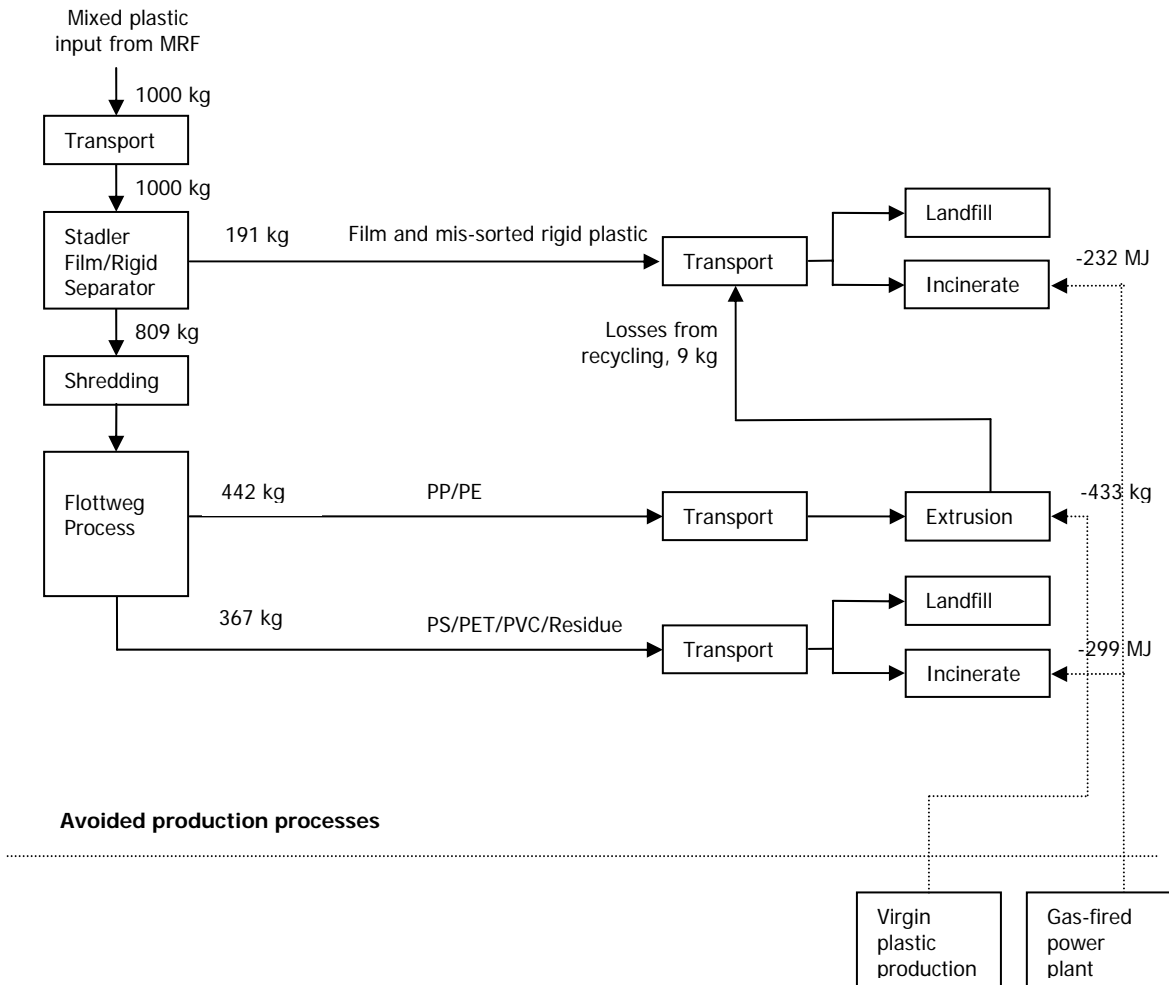 Mixed plastic
input from MRF
1000 kg
Transport
1000 kg
Stadler
Film/Rigid
Separator
191 kg
Film and mis-sorted rigid plastic
Transport
Landfill
Incinerate
-232 MJ
809 kg
Losses from
recycling, 9 kg
Shredding
Flottweg
Process
442 kg
PP/PE
Transport
Extrusion
-433 kg
367 kg
PS/PET/PVC/Residue
Transport
Landfill
Incinerate
-299 MJ
Avoided production processes
Virgin
plastic
production
Gas-fired
power
plant